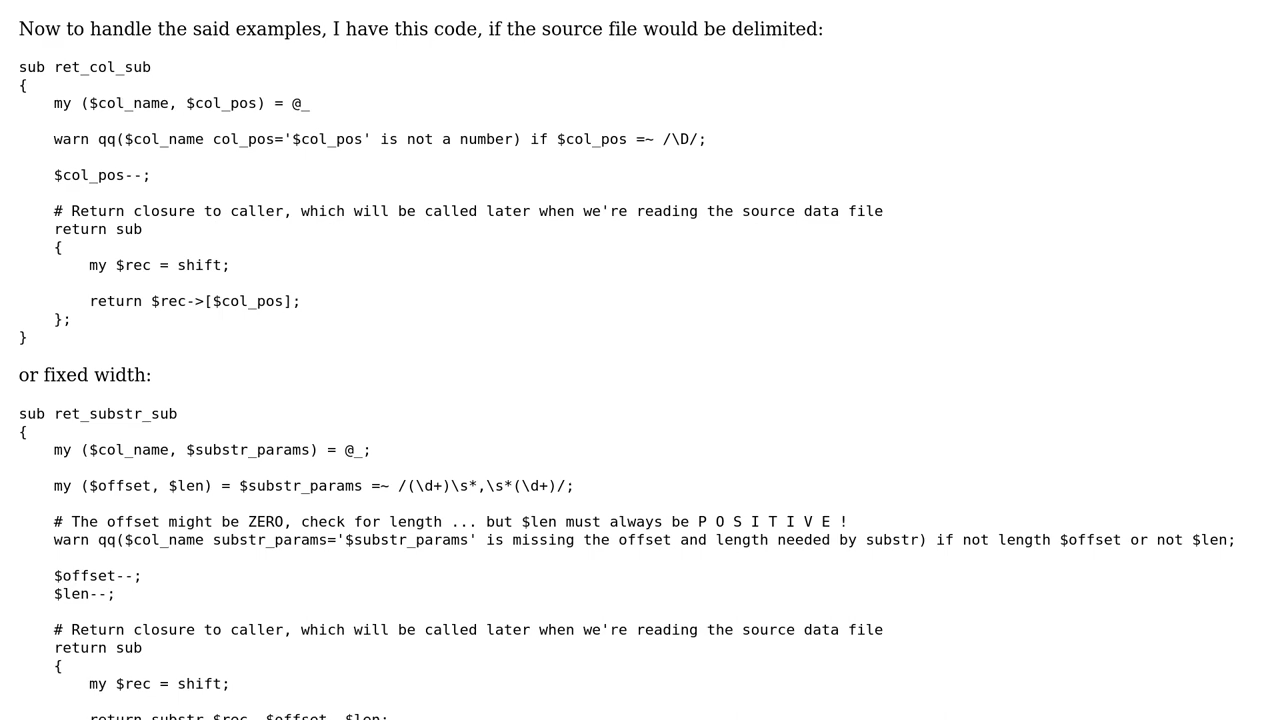 Now to handle the said examples, I have this code, if the source file would be delimited:
sub ret_col_sub
{
    my ($col_name, $col_pos) = @_
    warn qq($col_name col_pos='$col_pos' is not a number) if $col_pos =~ /\D/;
    $col_pos--;
    # Return closure to caller, which will be called later when we're reading the source data file
    return sub
    {
        my $rec = shift;
        return $rec->[$col_pos];
    };
}
or fixed width:
sub ret_substr_sub
{
    my ($col_name, $substr_params) = @_;
    my ($offset, $len) = $substr_params =~ /(\d+)\s*,\s*(\d+)/;
    # The offset might be ZERO, check for length ... but $len must always be P O S I T I V E !
    warn qq($col_name substr_params='$substr_params' is missing the offset and length needed by substr) if not length $offset or not $len;
    $offset--;
    $len--;
    # Return closure to caller, which will be called later when we're reading the source data file
    return sub
    {
        my $rec = shift;
        return substr $rec, $offset, $len;